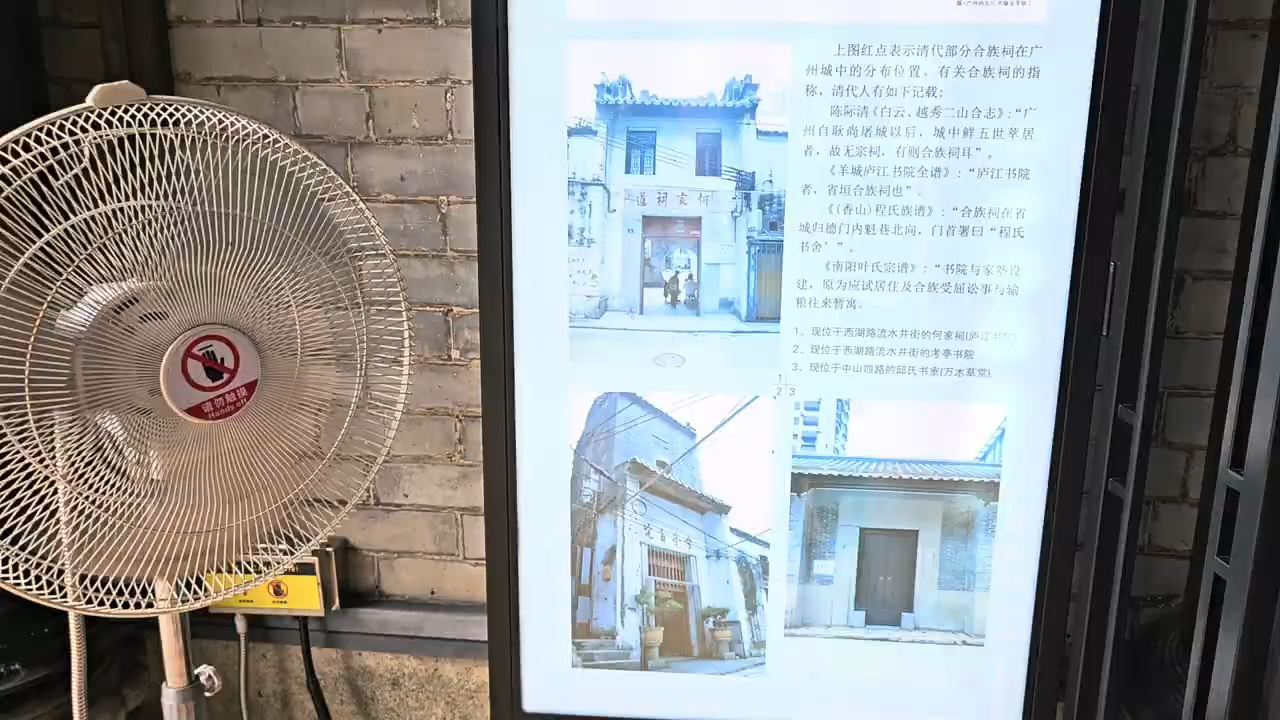 上图红点表示清代部分合族祠在广
州城中的分布位置。有关合族祠的指
称，清代人有如下记载：
陈际清《白云、越秀二山合志》：“广
州自耿尚屠城以后，城中鲜五世萃居
者，故无宗祠，有则合族祠耳”。
《羊城庐江书院全谱》：“庐江书院
者，省垣合族祠也”。
《(香山)程氏族谱》：“合族祠在省
城归德门内魁巷北向，门首署曰“程氏
书舍’”。
《南阳叶氏宗谱》：“书院与家塾设
建，原为应试居住及合族受屈讼事与输
粮往来暂寓。
1、现位于西湖路流水井街的何家祠(庐江书院)
2、现位于西湖路流水井街的考亭书院
3、现位于中山四路的邱氏书室(万木草堂)
1
2 3
道祠家何
院書亭考
请勿触摸
Hands off